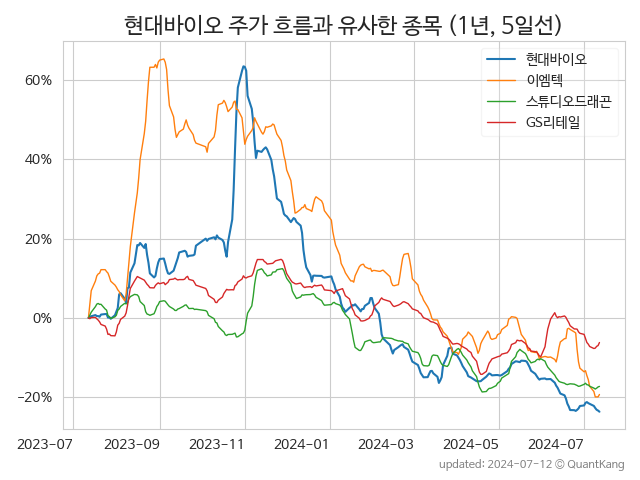 현대바이오 주가 흐름과 유사한 종목 (1년, 5일선)
현대바이오
이엠텍
스튜디오드래곤
GS리테일
60%
40%
20%
0%
−20%
2023-07
2023-09
2023-11
2024-01
2024-03
2024-05
2024-07
updated: 2024-07-12 © QuantKang